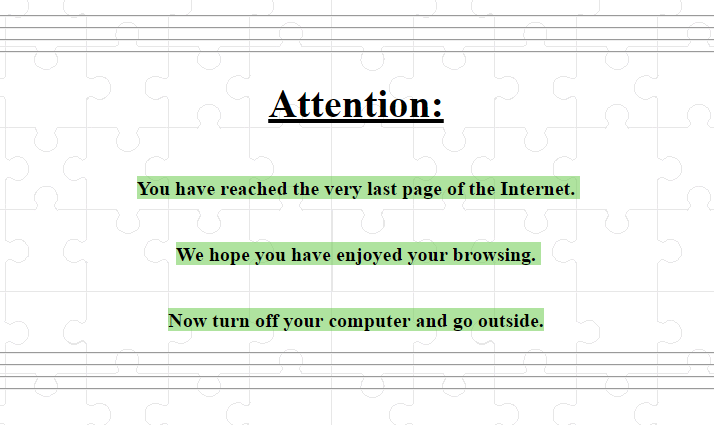 Attention:
You have reached the very last page of the Internet.
We hope you have enjoyed your browsing.
Now turn off your computer and go outside.